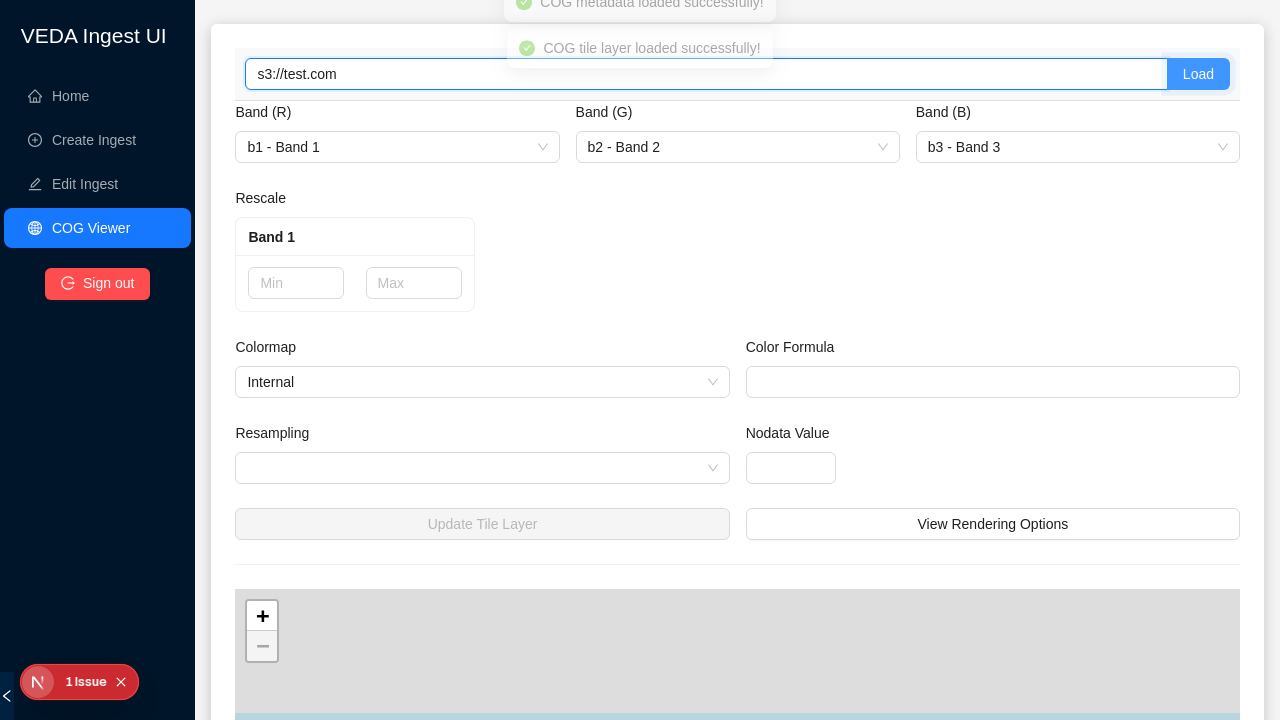 COG metadata loaded successfully!
VEDA Ingest UI
COG tile layer loaded successfully!
s3://test.com
Load
Band (R)
Band (G)
Band (B)
Home
b1 - Band 1
b2 - Band 2
b3 - Band 3
Create Ingest
Edit Ingest
Rescale
COG Viewer
Band 1
Sign out
Min
Max
Colormap
Color Formula
Internal
Resampling
Nodata Value
Update Tile Layer
View Rendering Options
+
−
N
1 Issue